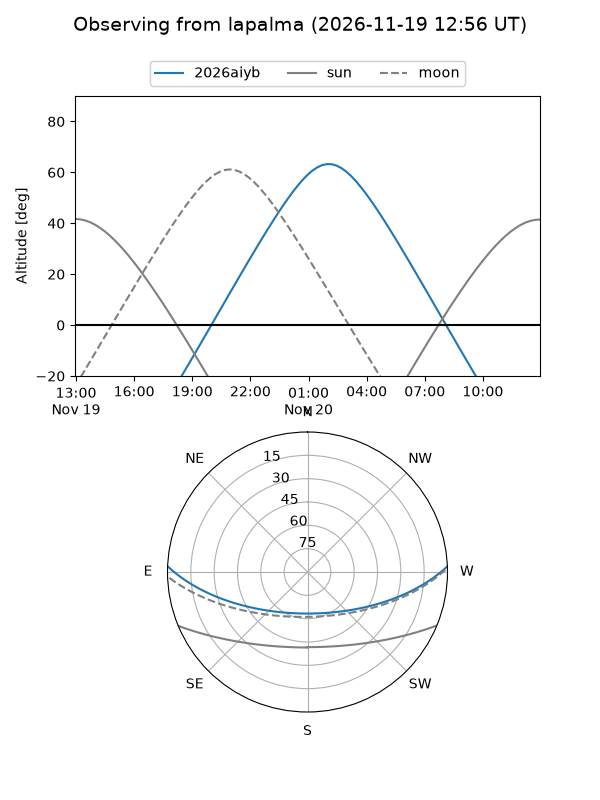 Observing from lapalma (2026-11-19 12:56 UT)
2026aiyb sun moon
Altitude [deg]
80
60
40
20
0
−20
13:00 16:00 19:00 22:00 01:00 04:00 07:00 10:00
Nov 19 Nov 20
N
NE NW
15
30
45
60
75
E W
SE SW
S